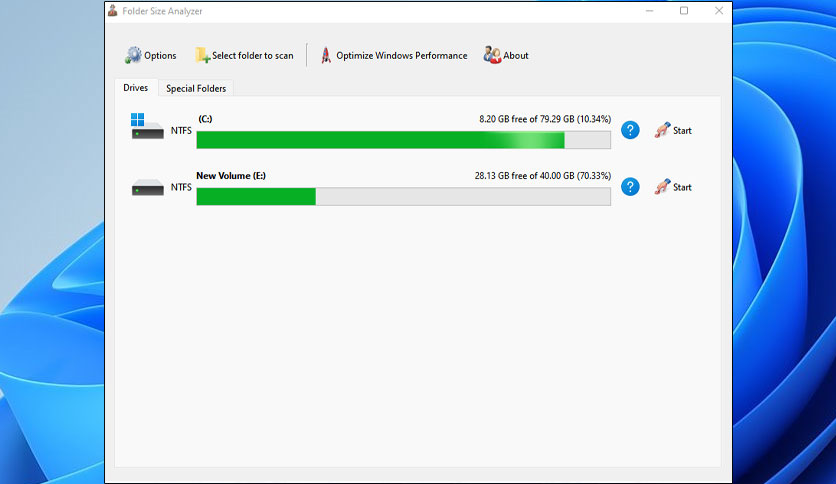 Folder Size Analyzer
Options Select folder to scan Optimize Windows Performance About
Drives Special Folders
(C:) 8.20 GB free of 79.29 GB (10.34%)
NTFS ? Start
New Volume (E:) 28.13 GB free of 40.00 GB (70.33%)
NTFS ? Start